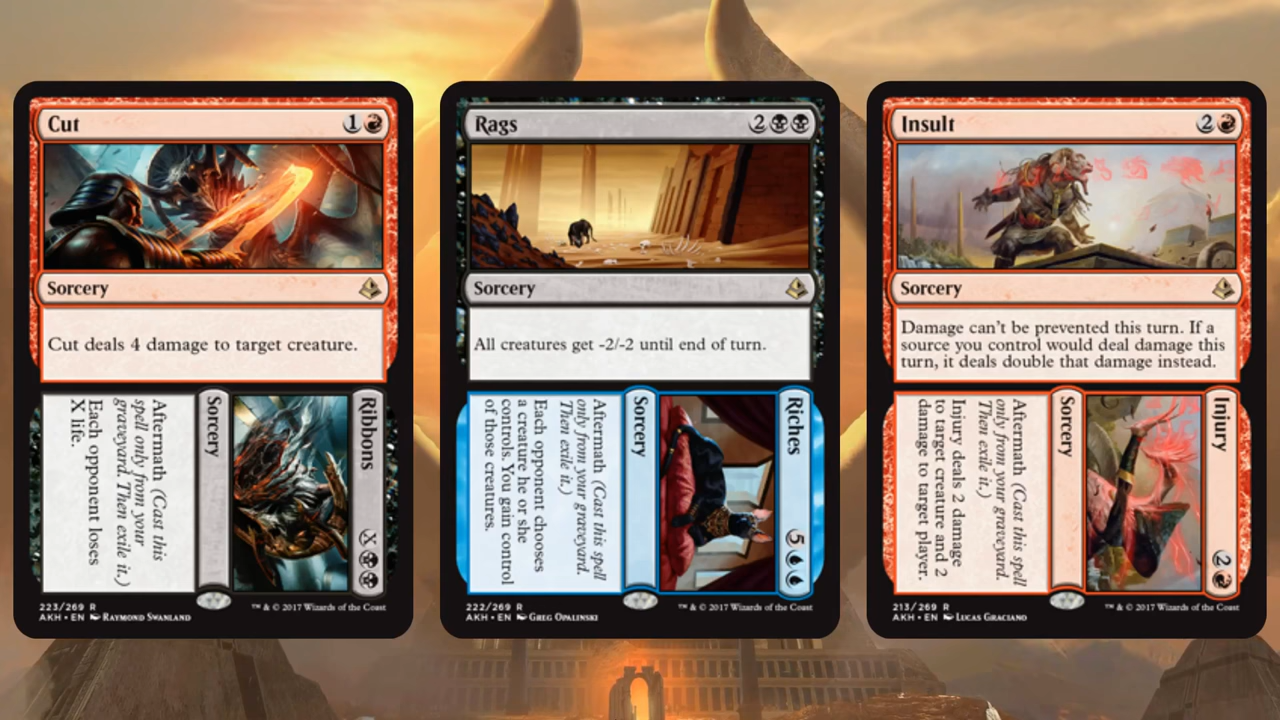 Cut 1
Sorcery
Cut deals 4 damage to target creature.
Ribbons X
Sorcery
Aftermath (Cast this
spell only from your
graveyard. Then exile it.)
Each opponent loses
X life.
223/269 R
AKH • EN RAYMOND SWANLAND
™ & © 2017 Wizards of the Coast
Rags 2
Sorcery
All creatures get -2/-2 until end of turn.
Riches 5
Sorcery
Aftermath (Cast this spell
only from your graveyard.
Then exile it.)
Each opponent chooses
a creature he or she
controls. You gain control
of those creatures.
222/269 R
AKH • EN GREG OPALINSKI
™ & © 2017 Wizards of the Coast
Insult 2
Sorcery
Damage can't be prevented this turn. If a
source you control would deal damage this
turn, it deals double that damage instead.
Injury 2
Sorcery
Aftermath (Cast this spell
only from your graveyard.
Then exile it.)
Injury deals 2 damage
to target creature and 2
damage to target player.
213/269 R
AKH • EN LUCAS GRACIANO
™ & © 2017 Wizards of the Coast